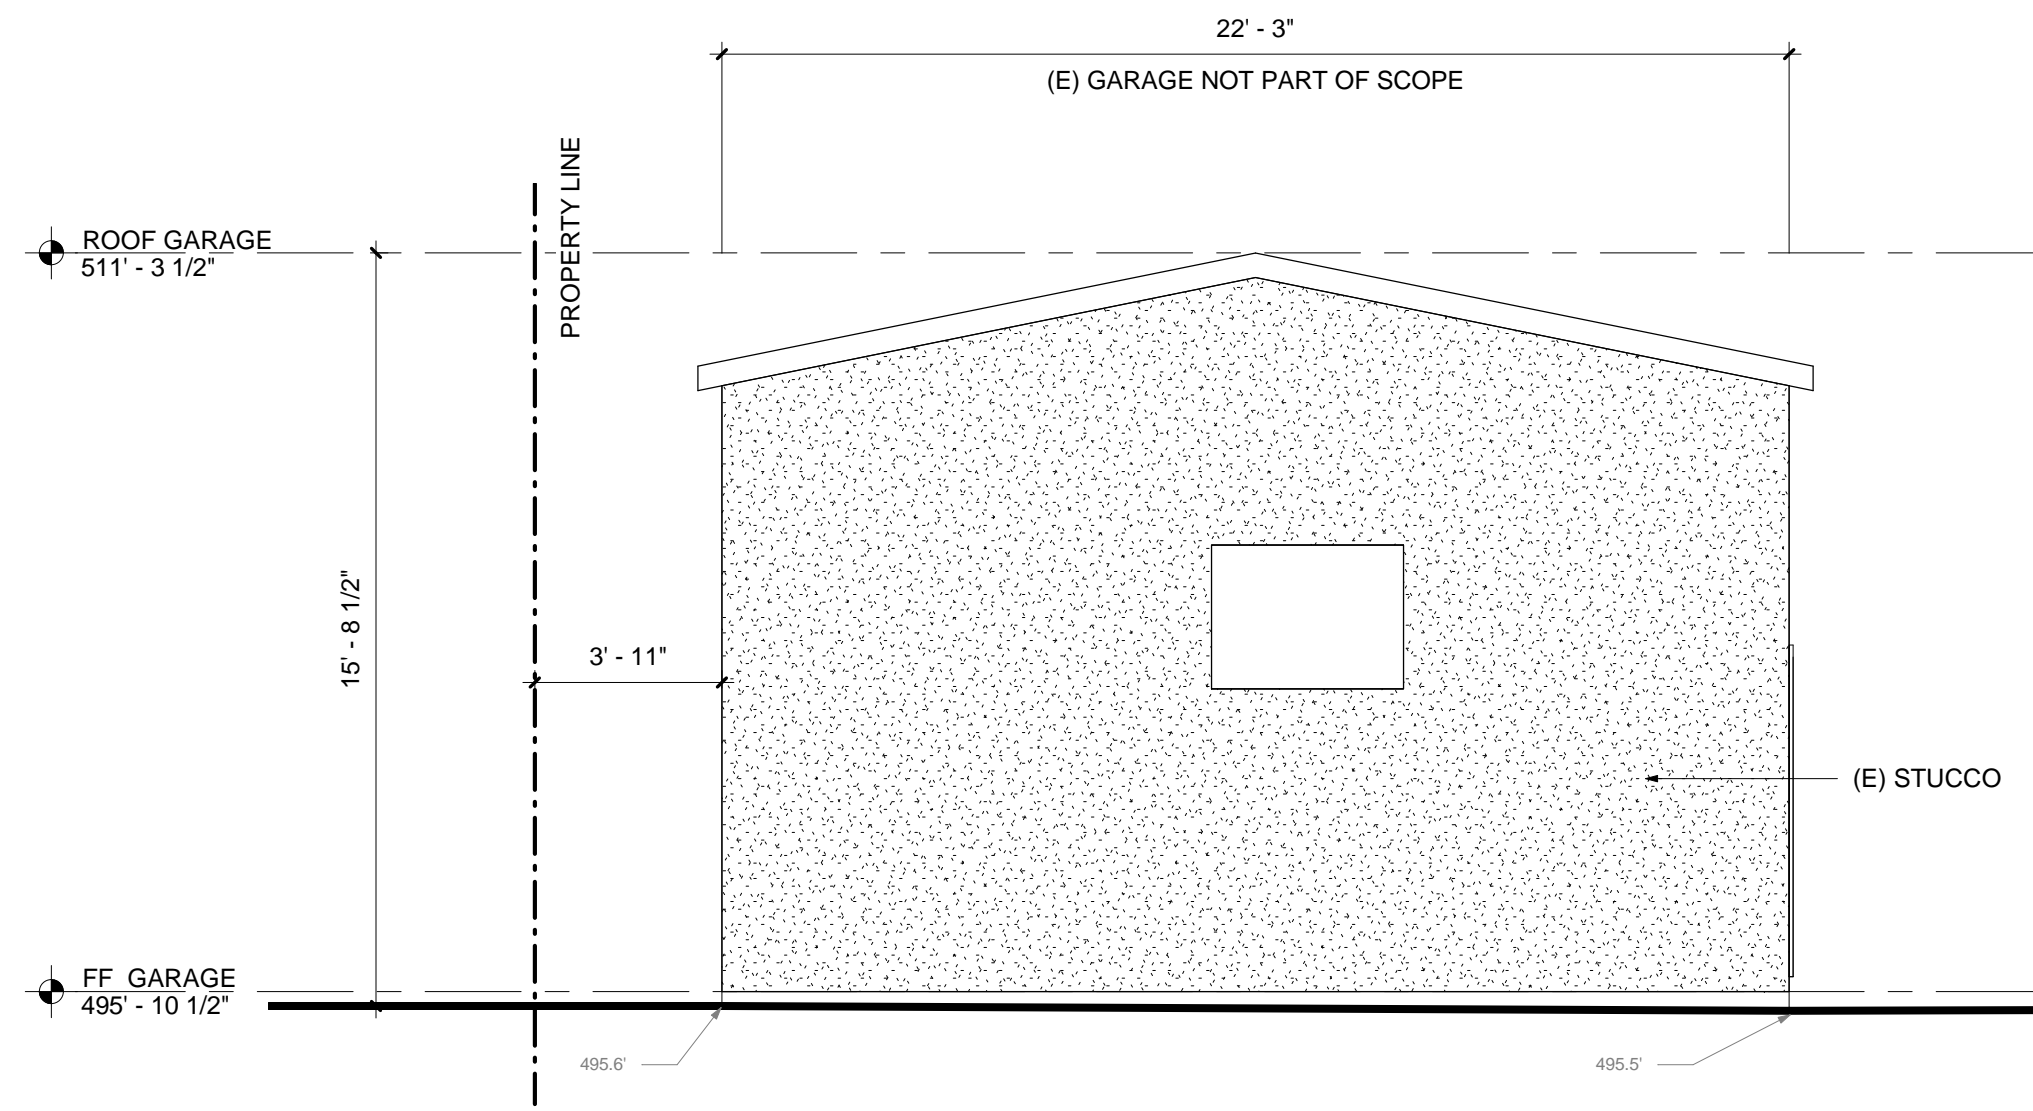 22' - 3"
(E) GARAGE NOT PART OF SCOPE
PROPERTY LINE
ROOF GARAGE
511' - 3 1/2"
15' - 8 1/2"
3' - 11"
(E) STUCCO
FF GARAGE
495' - 10 1/2"
495.6'
495.5'